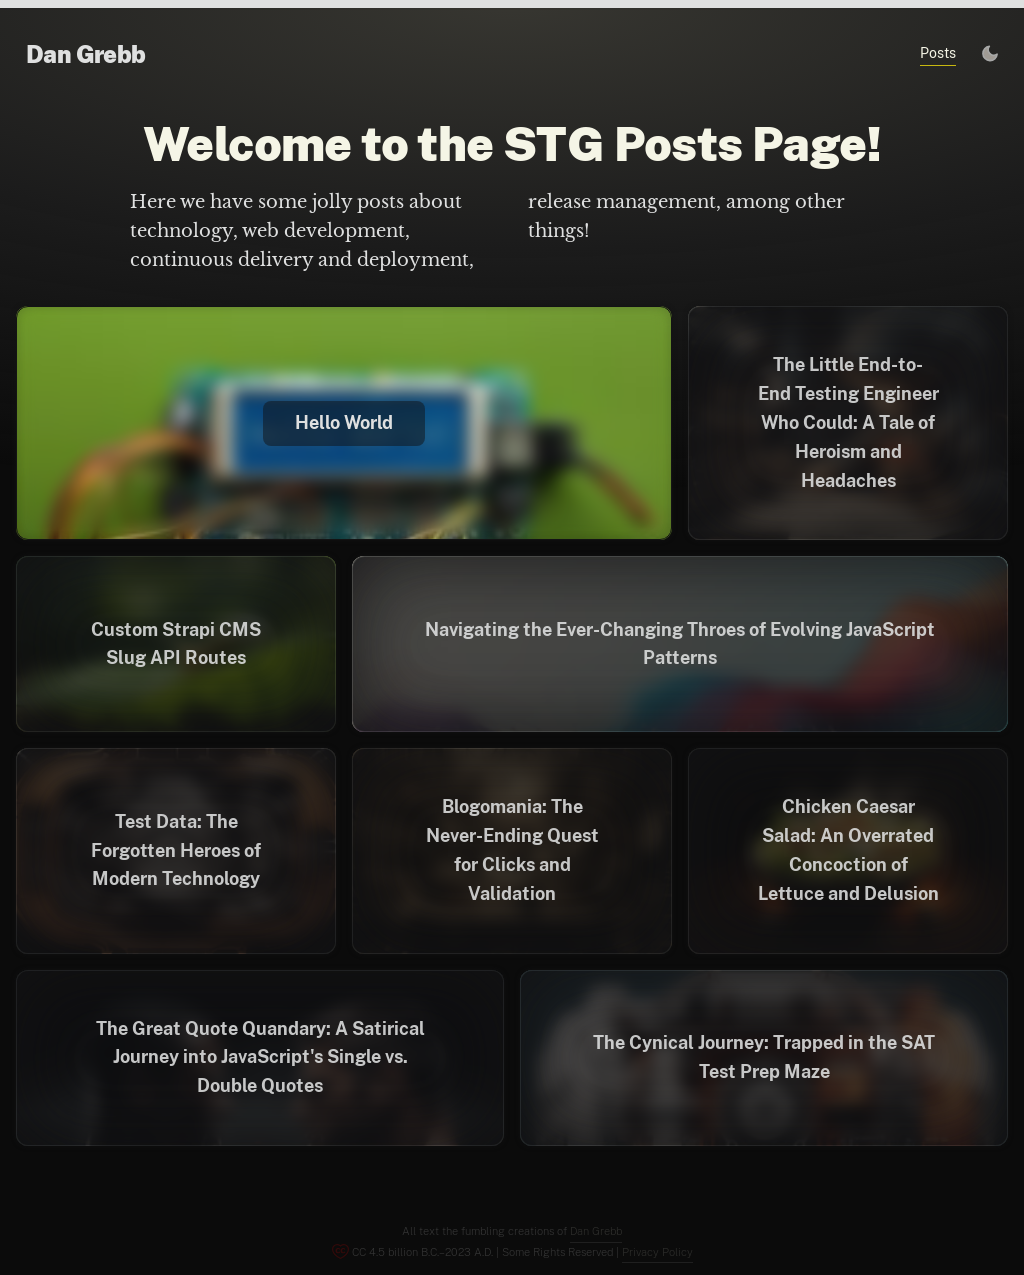 Dan Grebb
Posts
Welcome to the STG Posts Page!
Here we have some jolly posts about
technology, web development,
continuous delivery and deployment,
release management, among other
things!
Hello World
The Little End-to-
End Testing Engineer
Who Could: A Tale of
Heroism and
Headaches
Custom Strapi CMS
Slug API Routes
Navigating the Ever-Changing Throes of Evolving JavaScript
Patterns
Test Data: The
Forgotten Heroes of
Modern Technology
Blogomania: The
Never-Ending Quest
for Clicks and
Validation
Chicken Caesar
Salad: An Overrated
Concoction of
Lettuce and Delusion
The Great Quote Quandary: A Satirical
Journey into JavaScript's Single vs.
Double Quotes
The Cynical Journey: Trapped in the SAT
Test Prep Maze
All text the fumbling creations of Dan Grebb
CC 4.5 billion B.C.–2023 A.D. | Some Rights Reserved | Privacy Policy